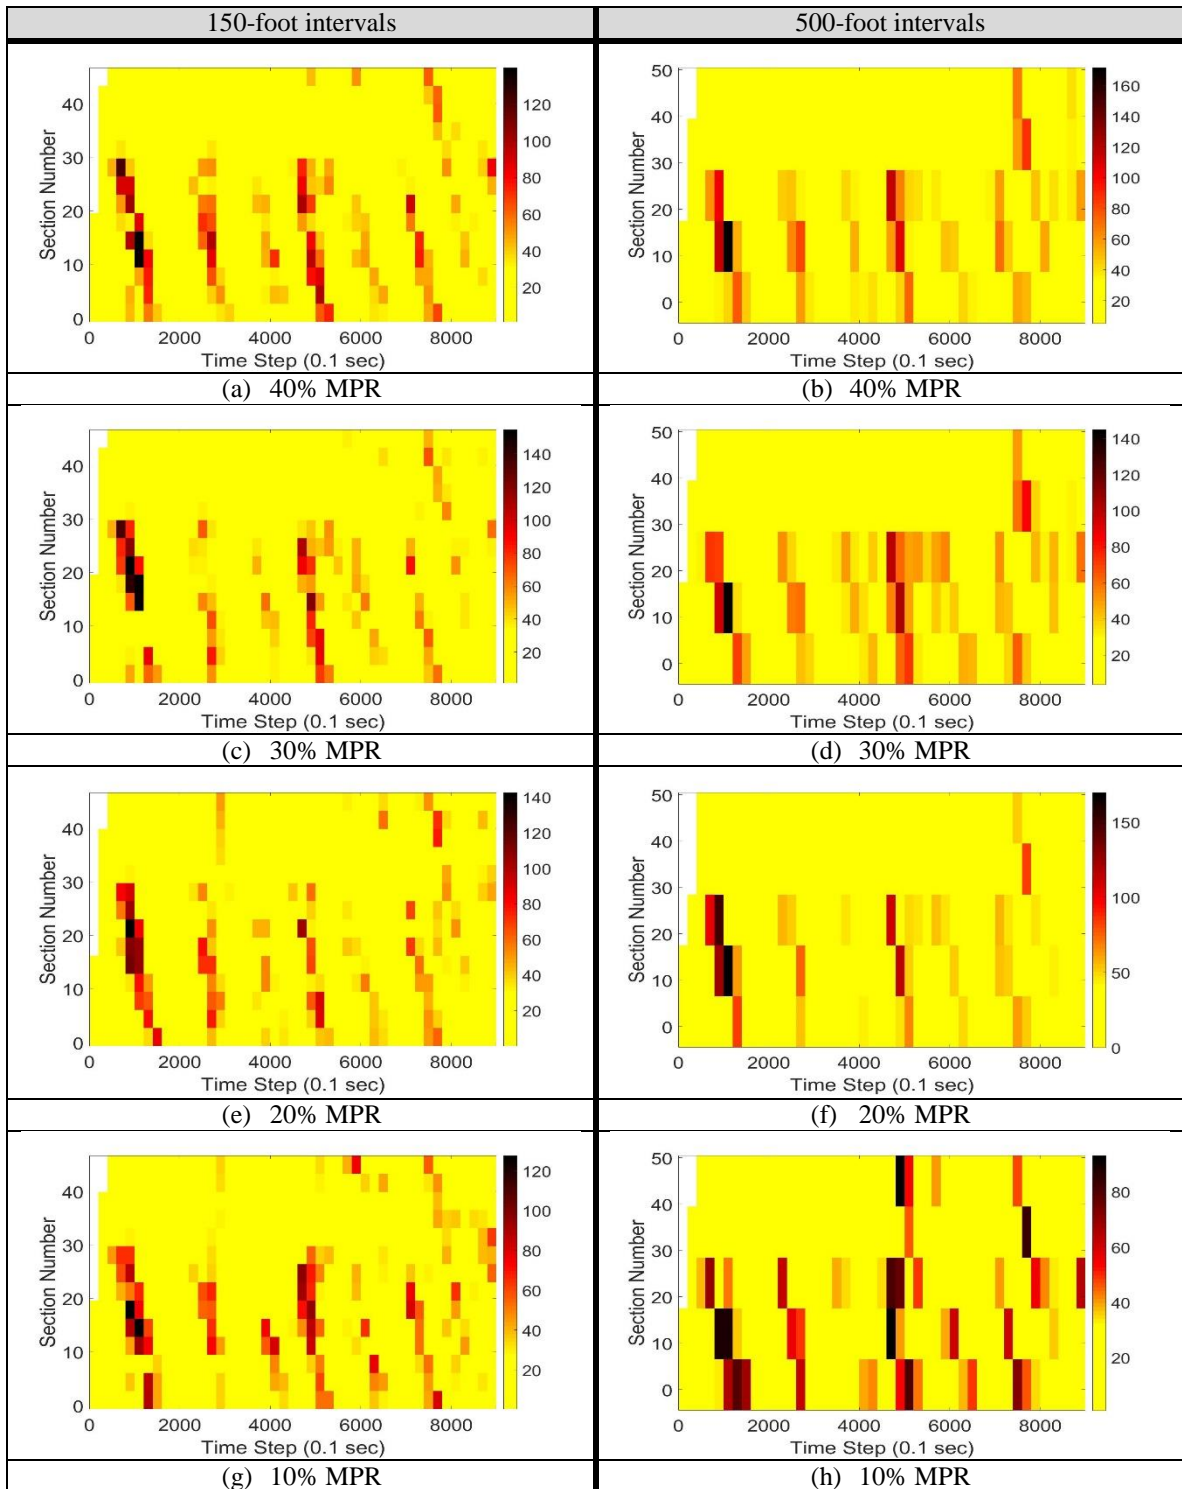 150-foot intervals
500-foot intervals
Section Number
40
30
20
10
0
0 2000 4000 6000 8000
Time Step (0.1 sec)
120
100
80
60
40
20
(a) 40% MPR
Section Number
50
40
30
20
10
0
0 2000 4000 6000 8000
Time Step (0.1 sec)
160
140
120
100
80
60
40
20
(b) 40% MPR
Section Number
40
30
20
10
0
0 2000 4000 6000 8000
Time Step (0.1 sec)
140
120
100
80
60
40
20
(c) 30% MPR
Section Number
50
40
30
20
10
0
0 2000 4000 6000 8000
Time Step (0.1 sec)
140
120
100
80
60
40
20
(d) 30% MPR
Section Number
40
30
20
10
0
0 2000 4000 6000 8000
Time Step (0.1 sec)
140
120
100
80
60
40
20
(e) 20% MPR
Section Number
50
40
30
20
10
0
0 2000 4000 6000 8000
Time Step (0.1 sec)
150
100
50
0
(f) 20% MPR
Section Number
40
30
20
10
0
0 2000 4000 6000 8000
Time Step (0.1 sec)
120
100
80
60
40
20
(g) 10% MPR
Section Number
50
40
30
20
10
0
0 2000 4000 6000 8000
Time Step (0.1 sec)
80
60
40
20
(h) 10% MPR